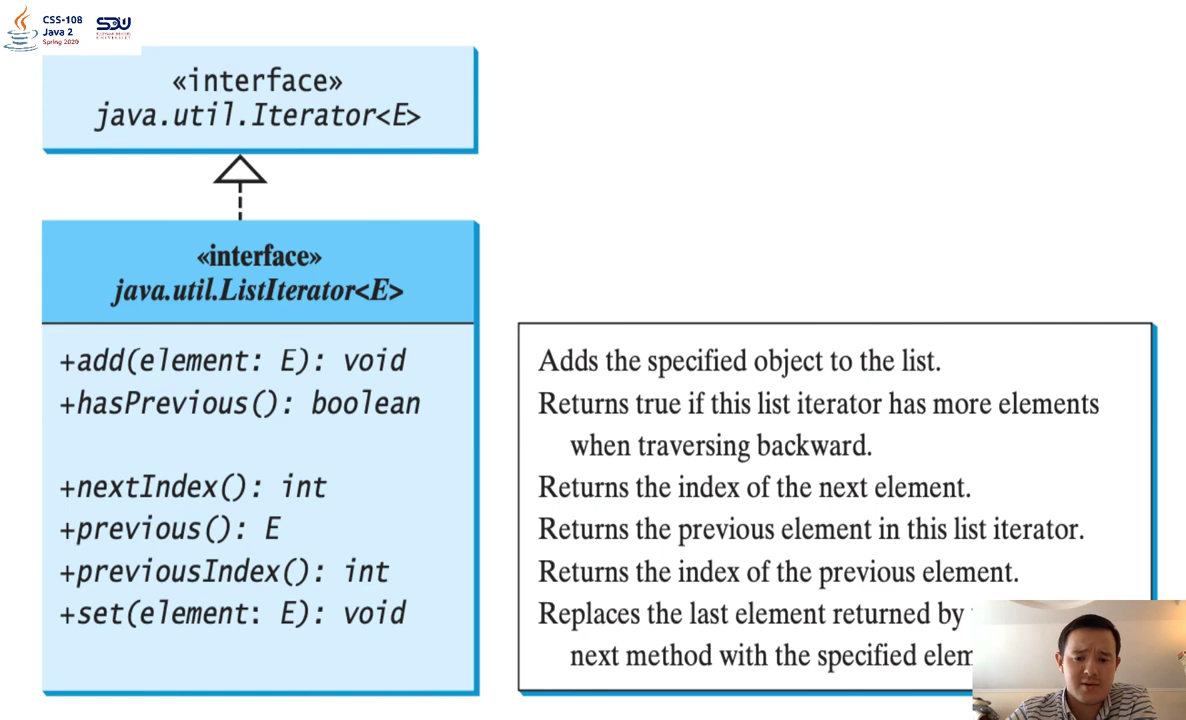 CSS-108
Java 2
Spring 2020
SDU
«interface»
java.util.Iterator<E>
«interface»
java.util.ListIterator<E>
+add(element: E): void
+hasPrevious(): boolean
+nextIndex(): int
+previous(): E
+previousIndex(): int
+set(element: E): void
Adds the specified object to the list.
Returns true if this list iterator has more elements
when traversing backward.
Returns the index of the next element.
Returns the previous element in this list iterator.
Returns the index of the previous element.
Replaces the last element returned by
next method with the specified